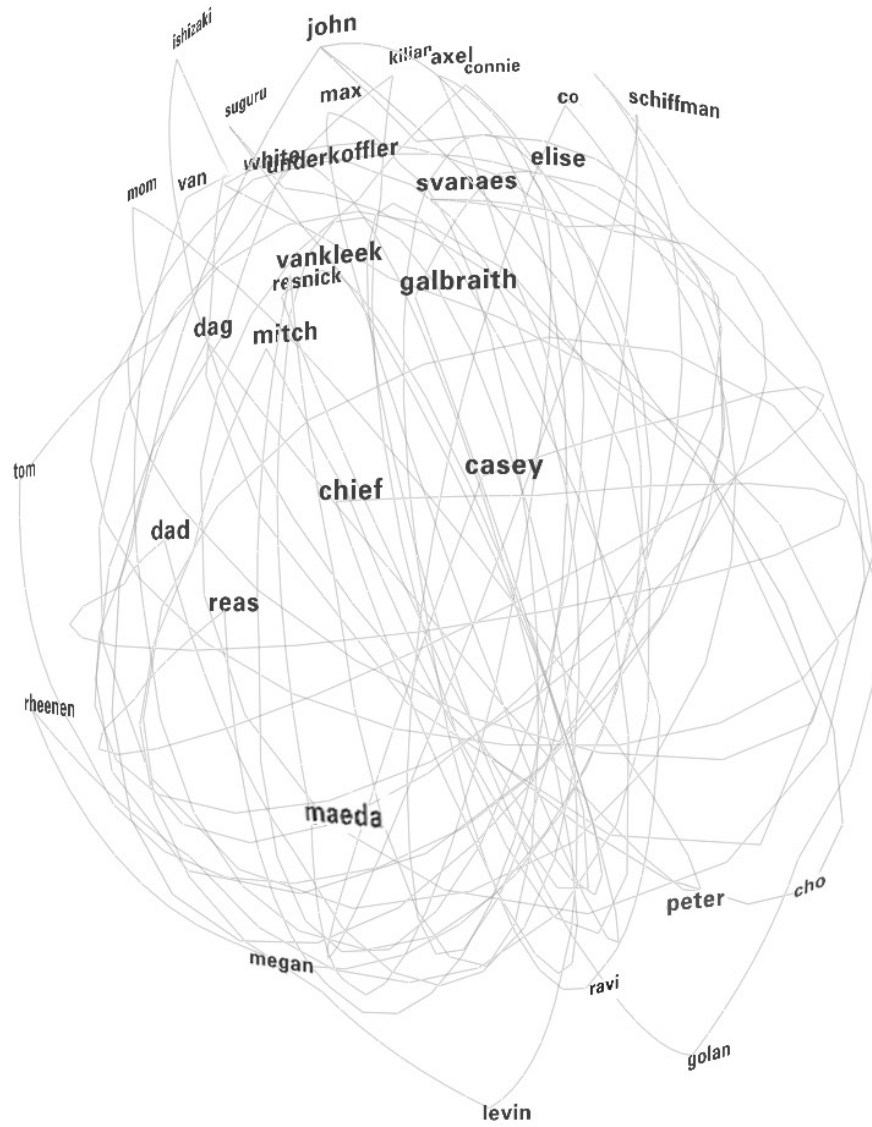 ishizaki
john
kilian
axel
connie
suguru
max
co
schiffman
white
underkoffler
elise
mom
van
svanaes
vankleek
resnick
galbraith
dag
mitch
tom
casey
chief
dad
reas
rheenen
maeda
peter
cho
megan
ravi
golan
levin